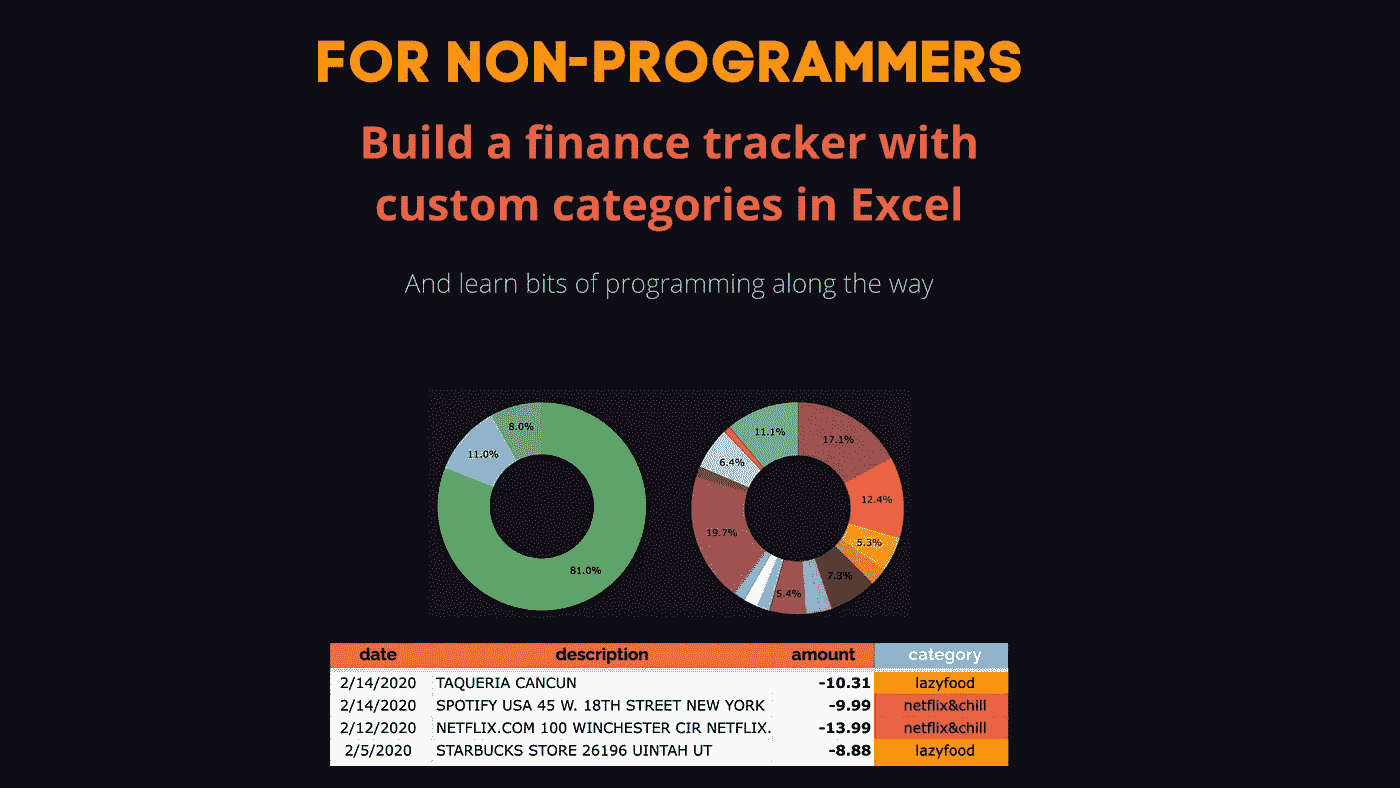 FOR NON-PROGRAMMERS
Build a finance tracker with
custom categories in Excel
And learn bits of programming along the way
8.0%
11.0%
81.0%
11.1%
17.1%
6.4%
12.4%
19.7%
5.3%
7.3%
5.4%
date description amount category
2/14/2020 TAQUERIA CANCUN -10.31 lazyfood
2/14/2020 SPOTIFY USA 45 W. 18TH STREET NEW YORK -9.99 netflix&chill
2/12/2020 NETFLIX.COM 100 WINCHESTER CIR NETFLIX. -13.99 netflix&chill
2/5/2020 STARBUCKS STORE 26196 UINTAH UT -8.88 lazyfood